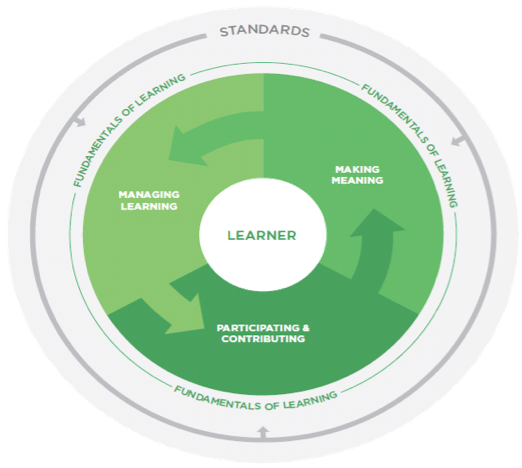 STANDARDS
FUNDAMENTALS OF LEARNING
FUNDAMENTALS OF LEARNING
MAKING
MEANING
MANAGING
LEARNING
LEARNER
PARTICIPATING &
CONTRIBUTING
FUNDAMENTALS OF LEARNING